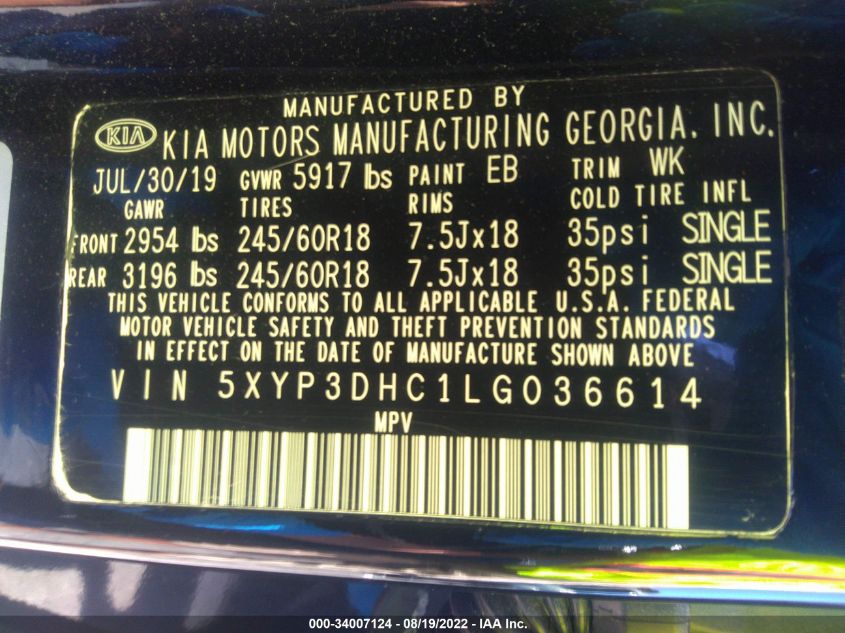 MANUFACTURED BY
KIA KIA MOTORS MANUFACTURING GEORGIA. INC.
JUL/30/19 GVWR 5917 lbs PAINT EB TRIM WK
GAWR TIRES RIMS COLD TIRE INFL
FRONT 2954 lbs 245/60R18 7.5Jx18 35psi SINGLE
REAR 3196 lbs 245/60R18 7.5Jx18 35psi SINGLE
THIS VEHICLE CONFORMS TO ALL APPLICABLE U.S.A. FEDERAL
MOTOR VEHICLE SAFETY AND THEFT PREVENTION STANDARDS
IN EFFECT ON THE DATE OF MANUFACTURE SHOWN ABOVE
VIN 5XYP3DHC1LG036614
MPV
000-34007124 - 08/19/2022 - IAA Inc.